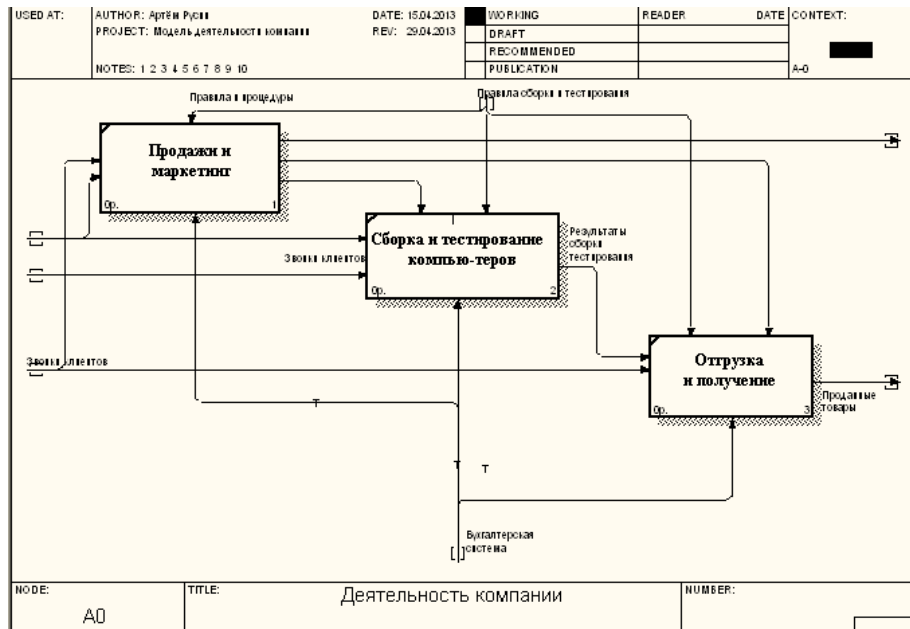 USED AT:
AUTHOR: Артём Русин
DATE: 15.04.2013
WORKING
READER
DATE
CONTEXT:
PROJECT: Модель деятельности компании
REV: 29.04.2013
DRAFT
RECOMMENDED
NOTES: 1 2 3 4 5 6 7 8 9 10
PUBLICATION
A-0
Правила и процедуры
Правила сборки и тестирования
Продажи и
маркетинг
0р.
1
Сборка и тестирование
компью-теров
0р.
2
Звонки клиентов
Результаты
сборки
тестирования
Звонки клиентов
Отгрузка
и получение
0р.
3
Проданные
товары
Бухгалтерская
система
NODE:
A0
TITLE:
Деятельность компании
NUMBER: